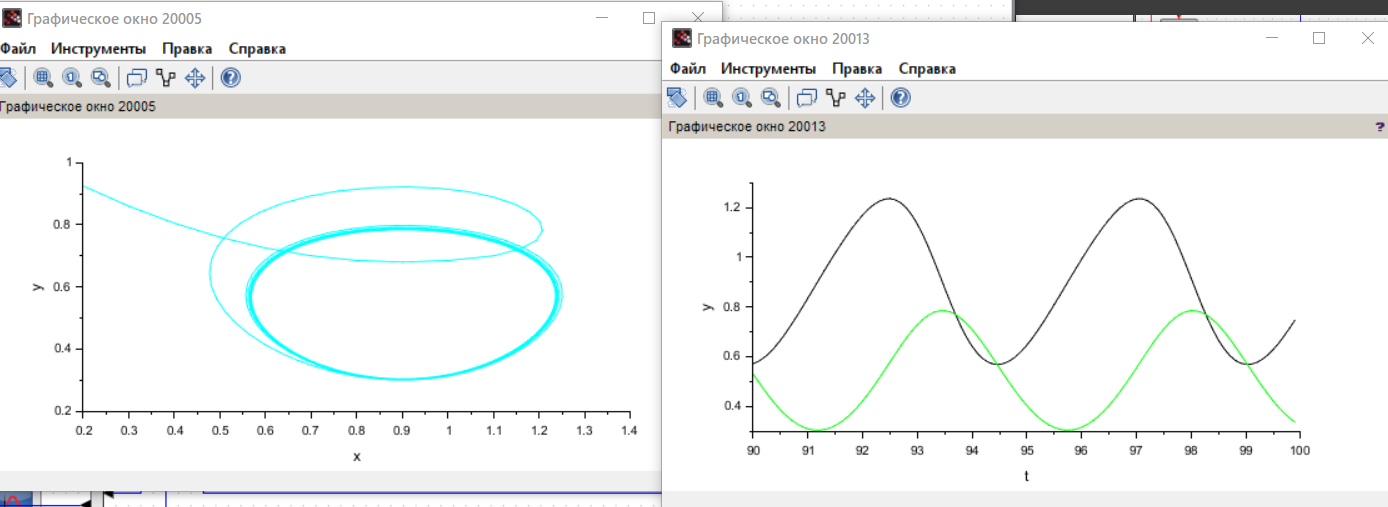 Графическое окно 20005
Файл Инструменты Правка Справка
Графическое окно 20005
1
0.8
0.6
0.4
0.2
y
0.2 0.3 0.4 0.5 0.6 0.7 0.8 0.9 1 1.1 1.2 1.3 1.4
x
Графическое окно 20013
Файл Инструменты Правка Справка
Графическое окно 20013 ?
1.2
1
0.8
0.6
0.4
y
90 91 92 93 94 95 96 97 98 99 100
t